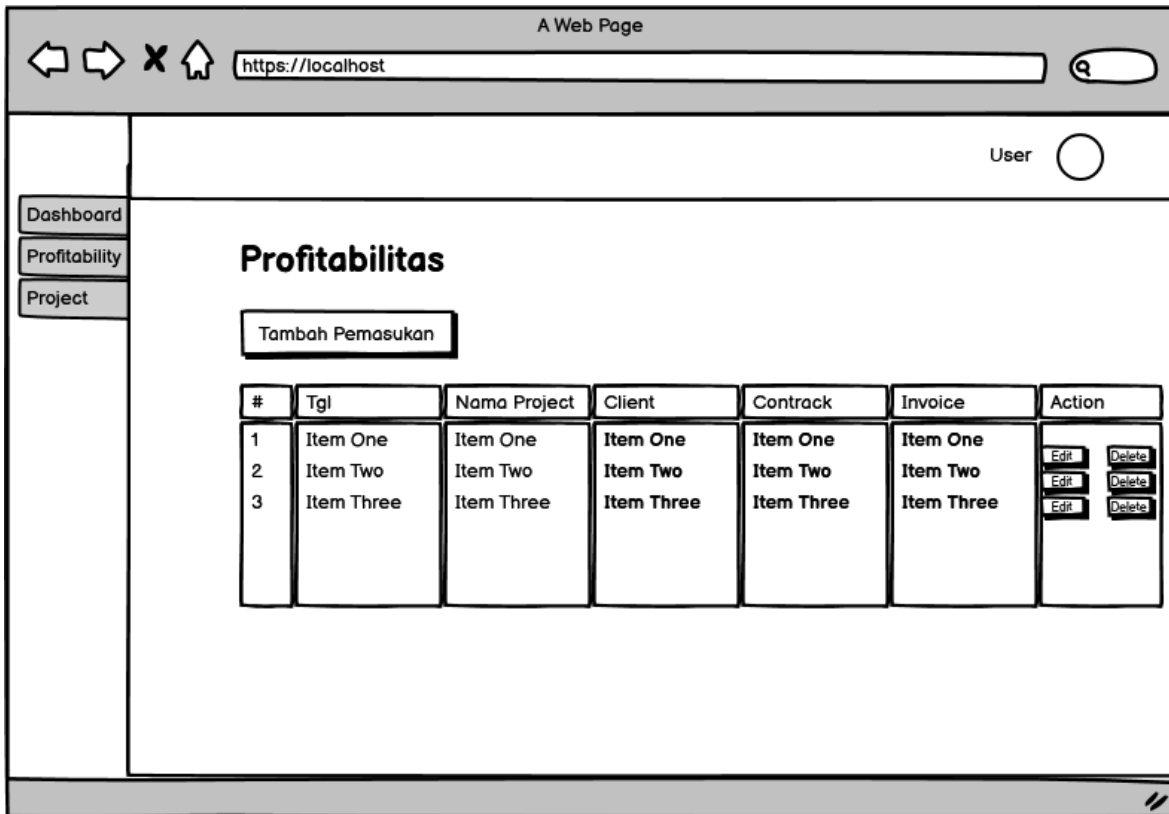 A Web Page
https://localhost
User
Dashboard
Profitability
Project
Profitabilitas
Tambah Pemasukan
# Tgl Nama Project Client Contrack Invoice Action
1 Item One Item One Item One Item One Item One Edit Delete
2 Item Two Item Two Item Two Item Two Item Two Edit Delete
3 Item Three Item Three Item Three Item Three Item Three Edit Delete